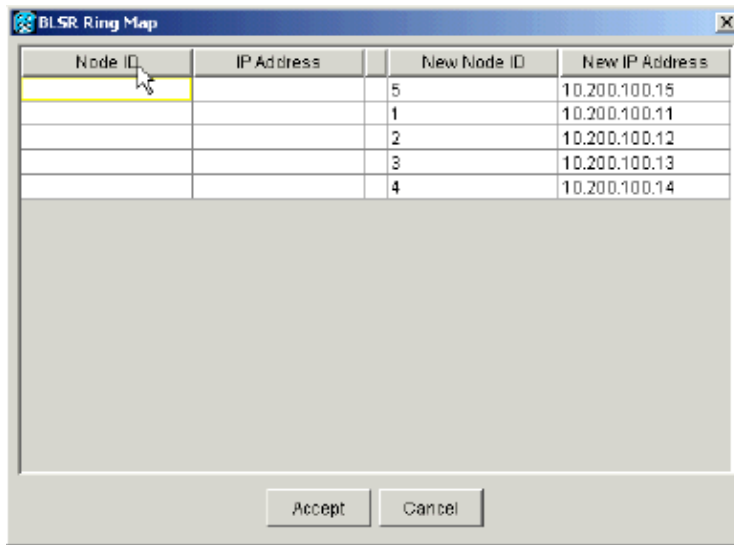 BLSR Ring Map
Node ID IP Address New Node ID New IP Address
5 10.200.100.15
1 10.200.100.11
2 10.200.100.12
3 10.200.100.13
4 10.200.100.14
Accept Cancel